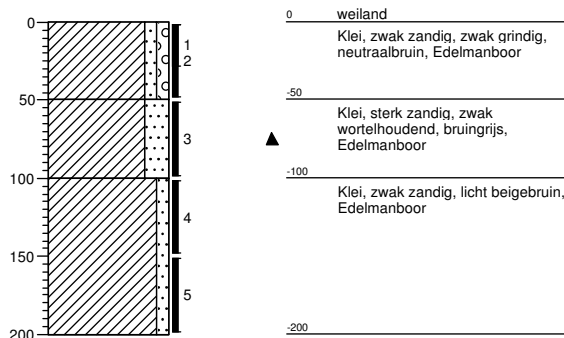 0
50
100
150
200
1
2
3
4
5
0
weiland
Klei, zwak zandig, zwak grindig,
neutraalbruin, Edelmanboor
-50
Klei, sterk zandig, zwak
wortelhoudend, bruingrijs,
Edelmanboor
-100
Klei, zwak zandig, licht beigebruin,
Edelmanboor
-200